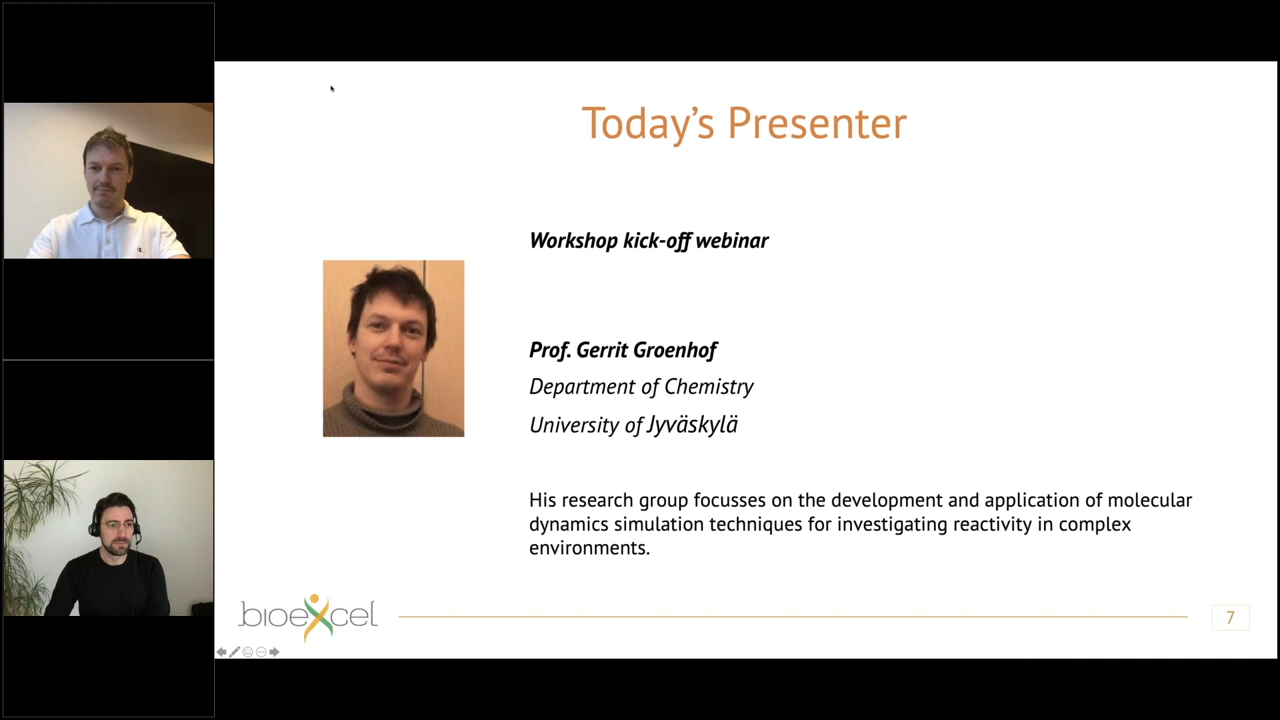 Today's Presenter
Workshop kick-off webinar
Prof. Gerrit Groenhof
Department of Chemistry
University of Jyväskylä
His research group focusses on the development and application of molecular
dynamics simulation techniques for investigating reactivity in complex
environments.
bioexcel
7